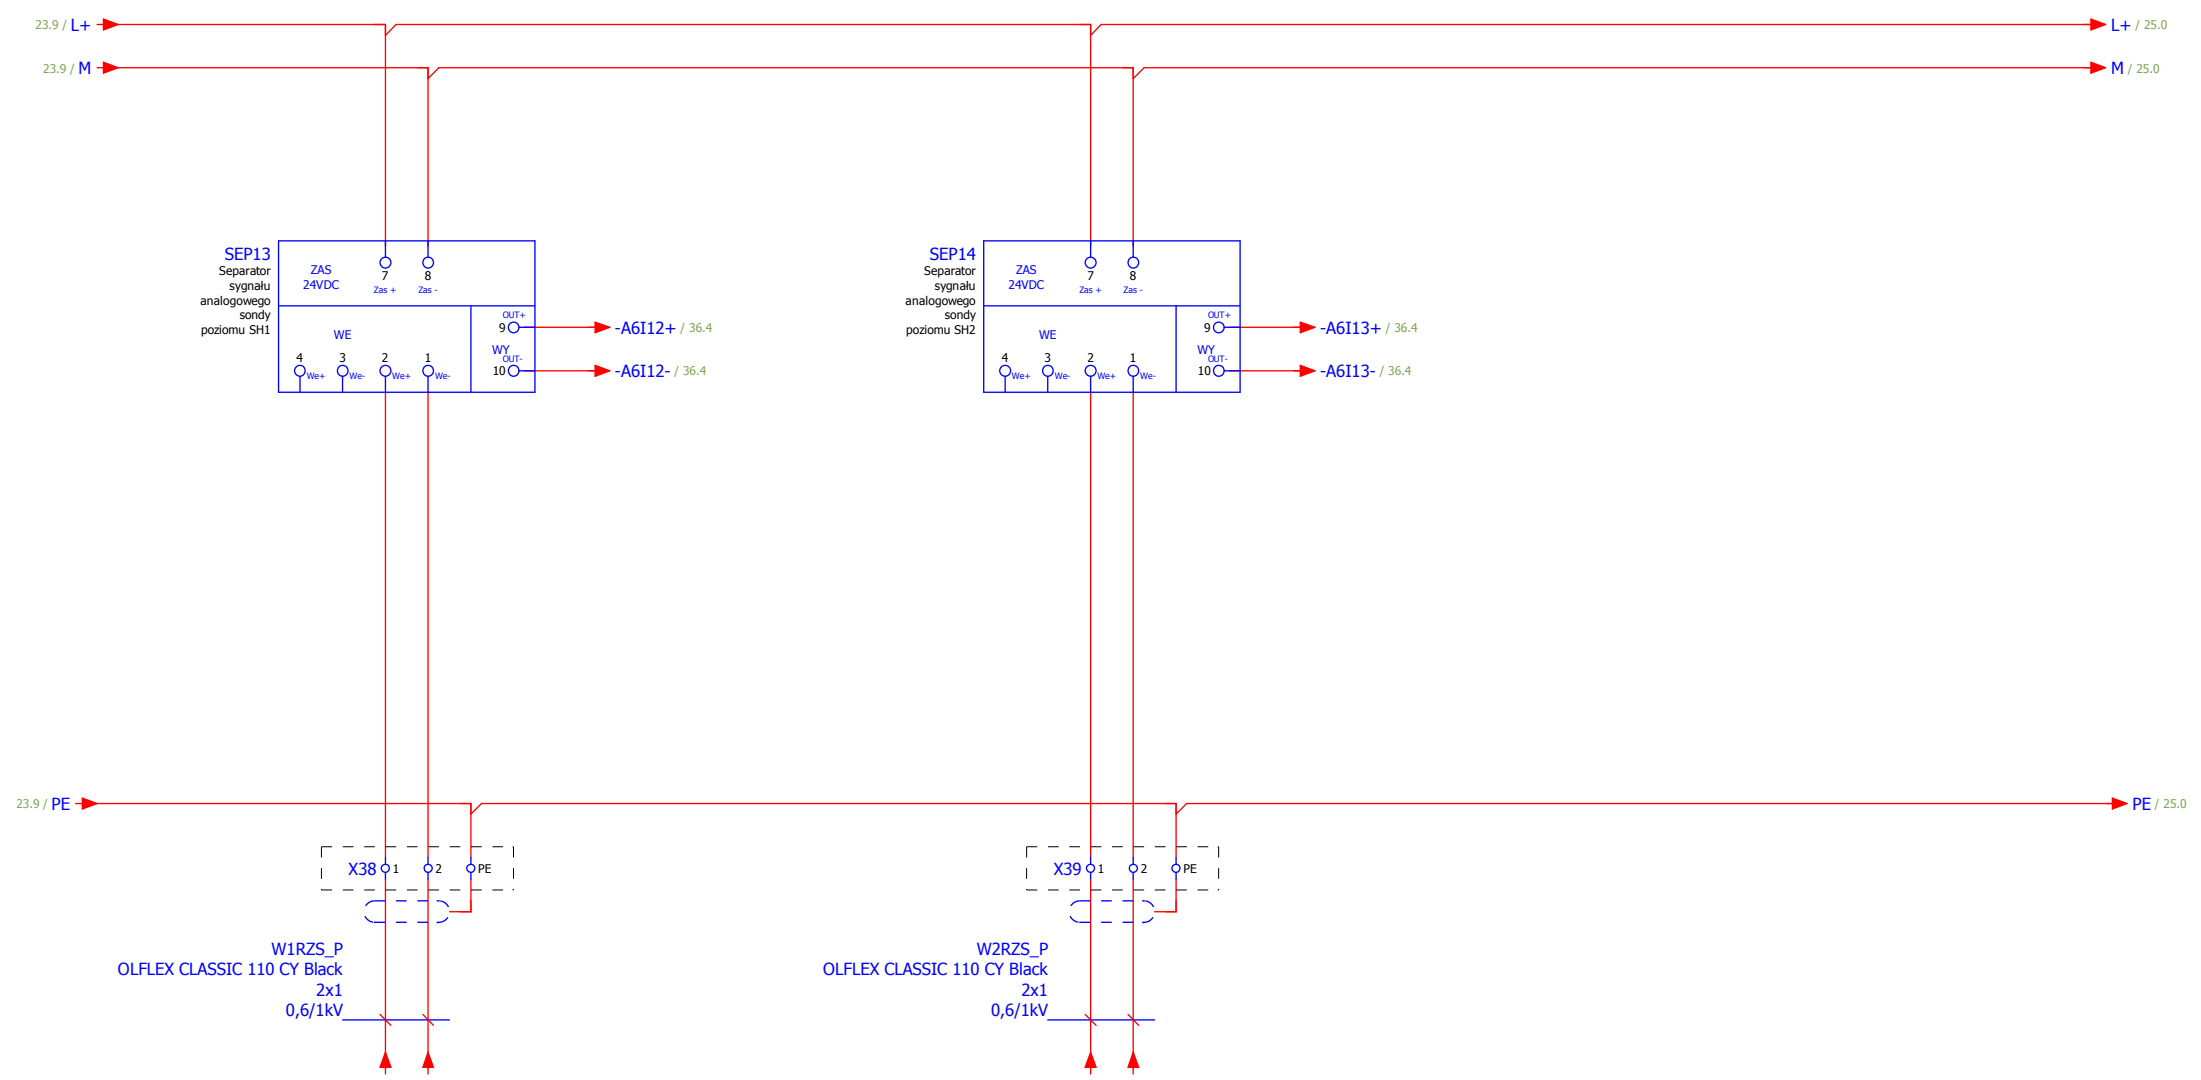 23.9 / L+
L+ / 25.0
23.9 / M
M / 25.0
SEP13
Separator
sygnału
analogowego
sondy
poziomu SH1
ZAS
24VDC
7
Zas +
8
Zas -
WE
4
We+
3
We-
2
We+
1
We-
OUT+
9
WY
OUT-
10
-A6I12+ / 36.4
-A6I12- / 36.4
SEP14
Separator
sygnału
analogowego
sondy
poziomu SH2
ZAS
24VDC
7
Zas +
8
Zas -
WE
4
We+
3
We-
2
We+
1
We-
OUT+
9
WY
OUT-
10
-A6I13+ / 36.4
-A6I13- / 36.4
23.9 / PE
PE / 25.0
X38 1 2 PE
X39 1 2 PE
W1RZS_P
OLFLEX CLASSIC 110 CY Black
2x1
0,6/1kV
W2RZS_P
OLFLEX CLASSIC 110 CY Black
2x1
0,6/1kV